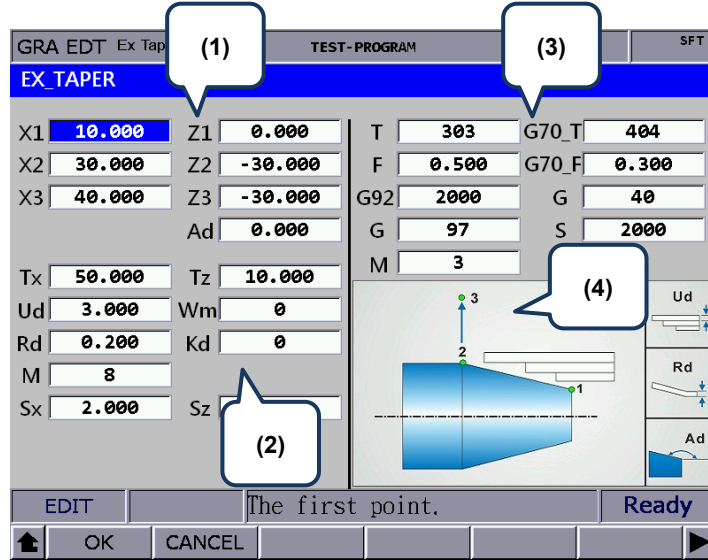 GRA EDT Ex Tap (1) TEST-PROGRAM (3) SFT
EX_TAPER
X1 10.000 Z1 0.000 T 303 G70_T 404
X2 30.000 Z2 -30.000 F 0.500 G70_F 0.300
X3 40.000 Z3 -30.000 G92 2000 G 40
Ad 0.000 G 97 S 2000
Tx 50.000 Tz 10.000 M 3
Ud 3.000 Wm 0
Rd 0.200 Kd 0
M 8
Sx 2.000 Sz
(2)
(4)
3
2
1
Ud
Rd
Ad
EDIT The first point. Ready
OK CANCEL